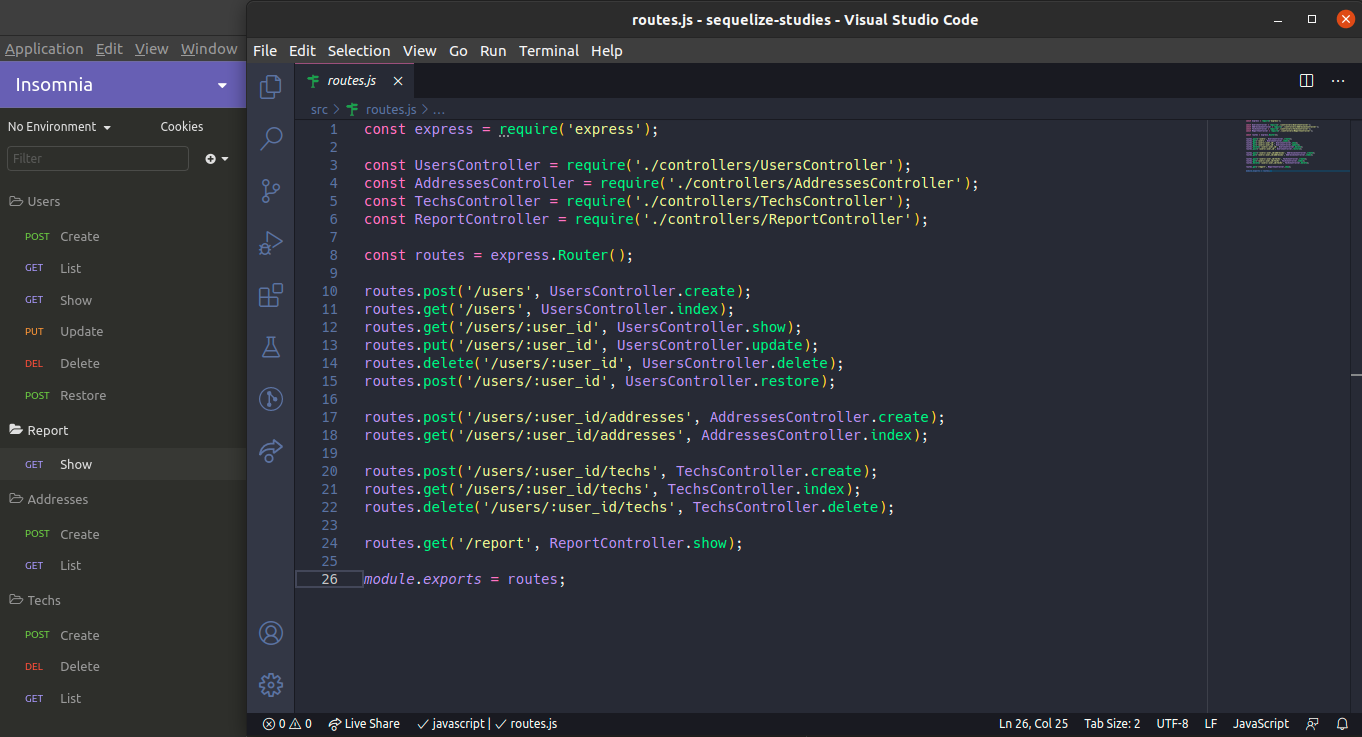 routes.js - sequelize-studies - Visual Studio Code
Application Edit View Window
File Edit Selection View Go Run Terminal Help
Insomnia
No Environment
Cookies
Filter
Users
POST Create
GET List
GET Show
PUT Update
DEL Delete
POST Restore
Report
GET Show
Addresses
POST Create
GET List
Techs
POST Create
DEL Delete
GET List
routes.js
src > routes.js > ...
1 const express = require('express');
2
3 const UsersController = require('./controllers/UsersController');
4 const AddressesController = require('./controllers/AddressesController');
5 const TechsController = require('./controllers/TechsController');
6 const ReportController = require('./controllers/ReportController');
7
8 const routes = express.Router();
9
10 routes.post('/users', UsersController.create);
11 routes.get('/users', UsersController.index);
12 routes.get('/users/:user_id', UsersController.show);
13 routes.put('/users/:user_id', UsersController.update);
14 routes.delete('/users/:user_id', UsersController.delete);
15 routes.post('/users/:user_id', UsersController.restore);
16
17 routes.post('/users/:user_id/addresses', AddressesController.create);
18 routes.get('/users/:user_id/addresses', AddressesController.index);
19
20 routes.post('/users/:user_id/techs', TechsController.create);
21 routes.get('/users/:user_id/techs', TechsController.index);
22 routes.delete('/users/:user_id/techs', TechsController.delete);
23
24 routes.get('/report', ReportController.show);
25
26 module.exports = routes;
0 0 Live Share javascript | routes.js
Ln 26, Col 25 Tab Size: 2 UTF-8 LF JavaScript